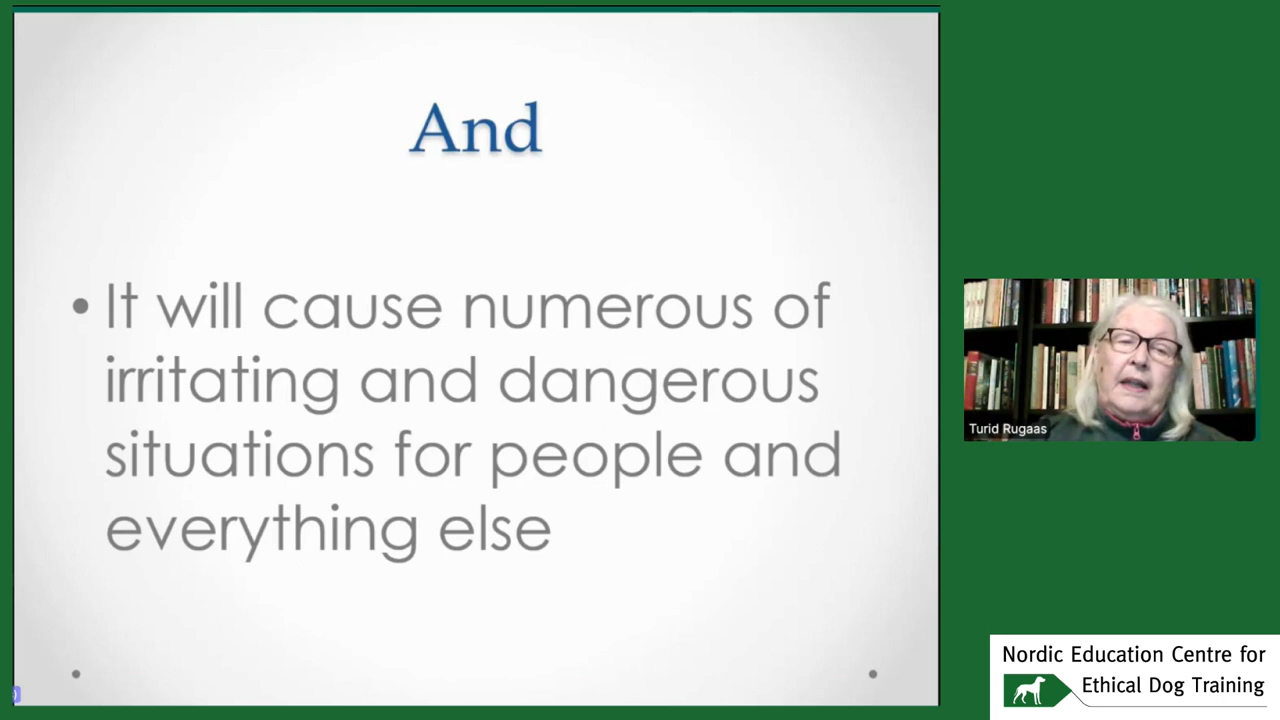 And
• It will cause numerous of
irritating and dangerous
situations for people and
everything else
Turid Rugaas
Nordic Education Centre for
Ethical Dog Training